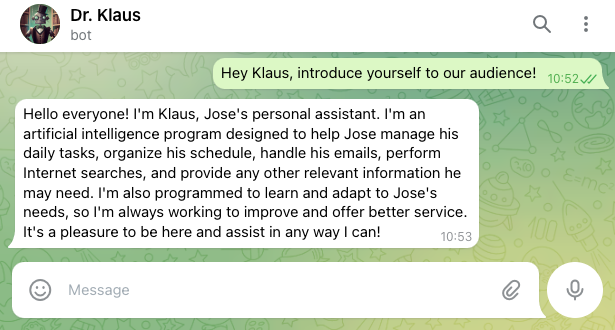 Dr. Klaus
bot
Hey Klaus, introduce yourself to our audience!
10:52
Hello everyone! I'm Klaus, Jose's personal assistant. I'm an
artificial intelligence program designed to help Jose manage his
daily tasks, organize his schedule, handle his emails, perform
Internet searches, and provide any other relevant information he
may need. I'm also programmed to learn and adapt to Jose's
needs, so I'm always working to improve and offer better service.
It's a pleasure to be here and assist in any way I can!
10:53
Message